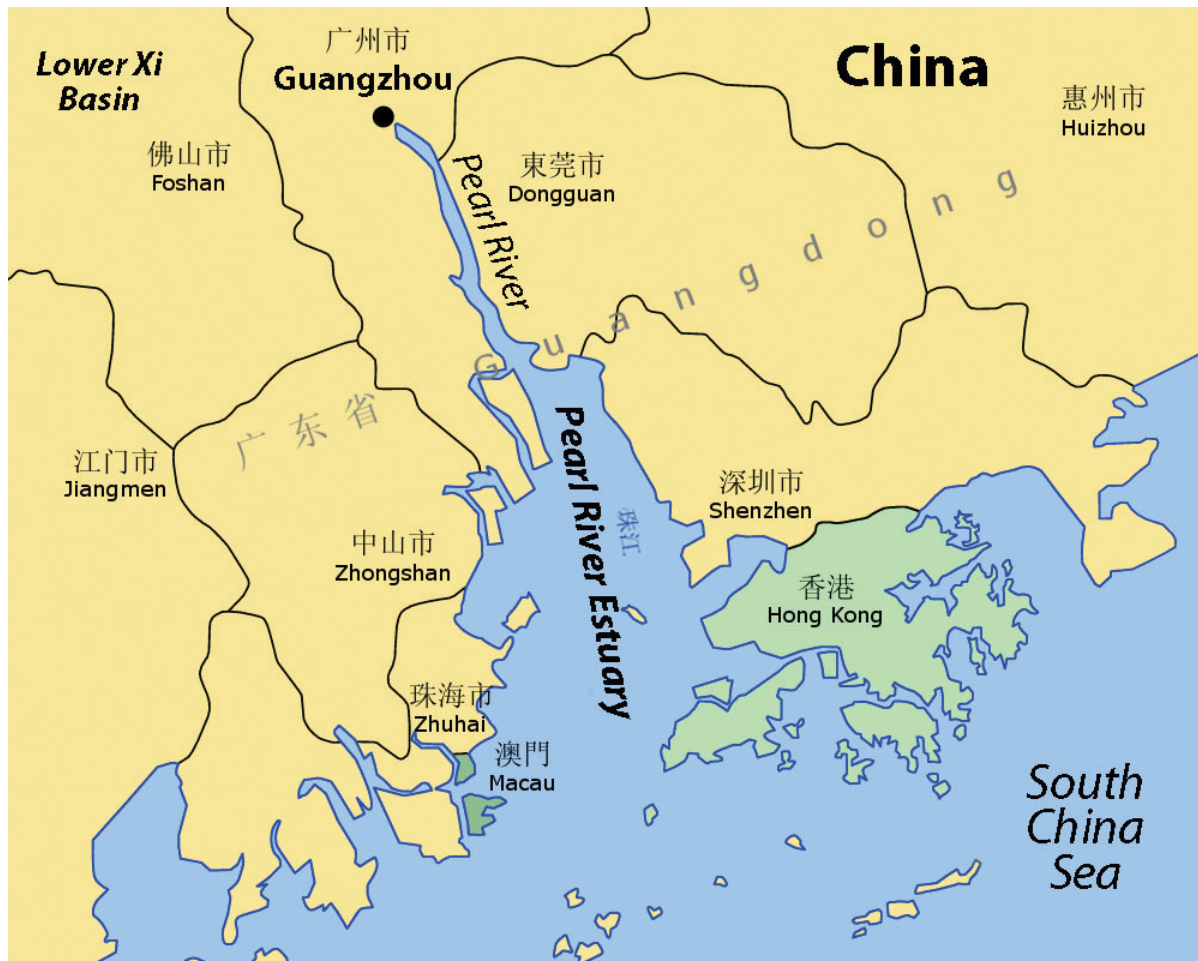 Lower Xi
Basin
广州市
Guangzhou
China
惠州市
Huizhou
佛山市
Foshan
東莞市
Dongguan
Pearl River
Guangdong
广东省
江门市
Jiangmen
深圳市
Shenzhen
Pearl River Estuary
珠江
中山市
Zhongshan
香港
Hong Kong
珠海市
Zhuhai
澳門
Macau
South
China
Sea